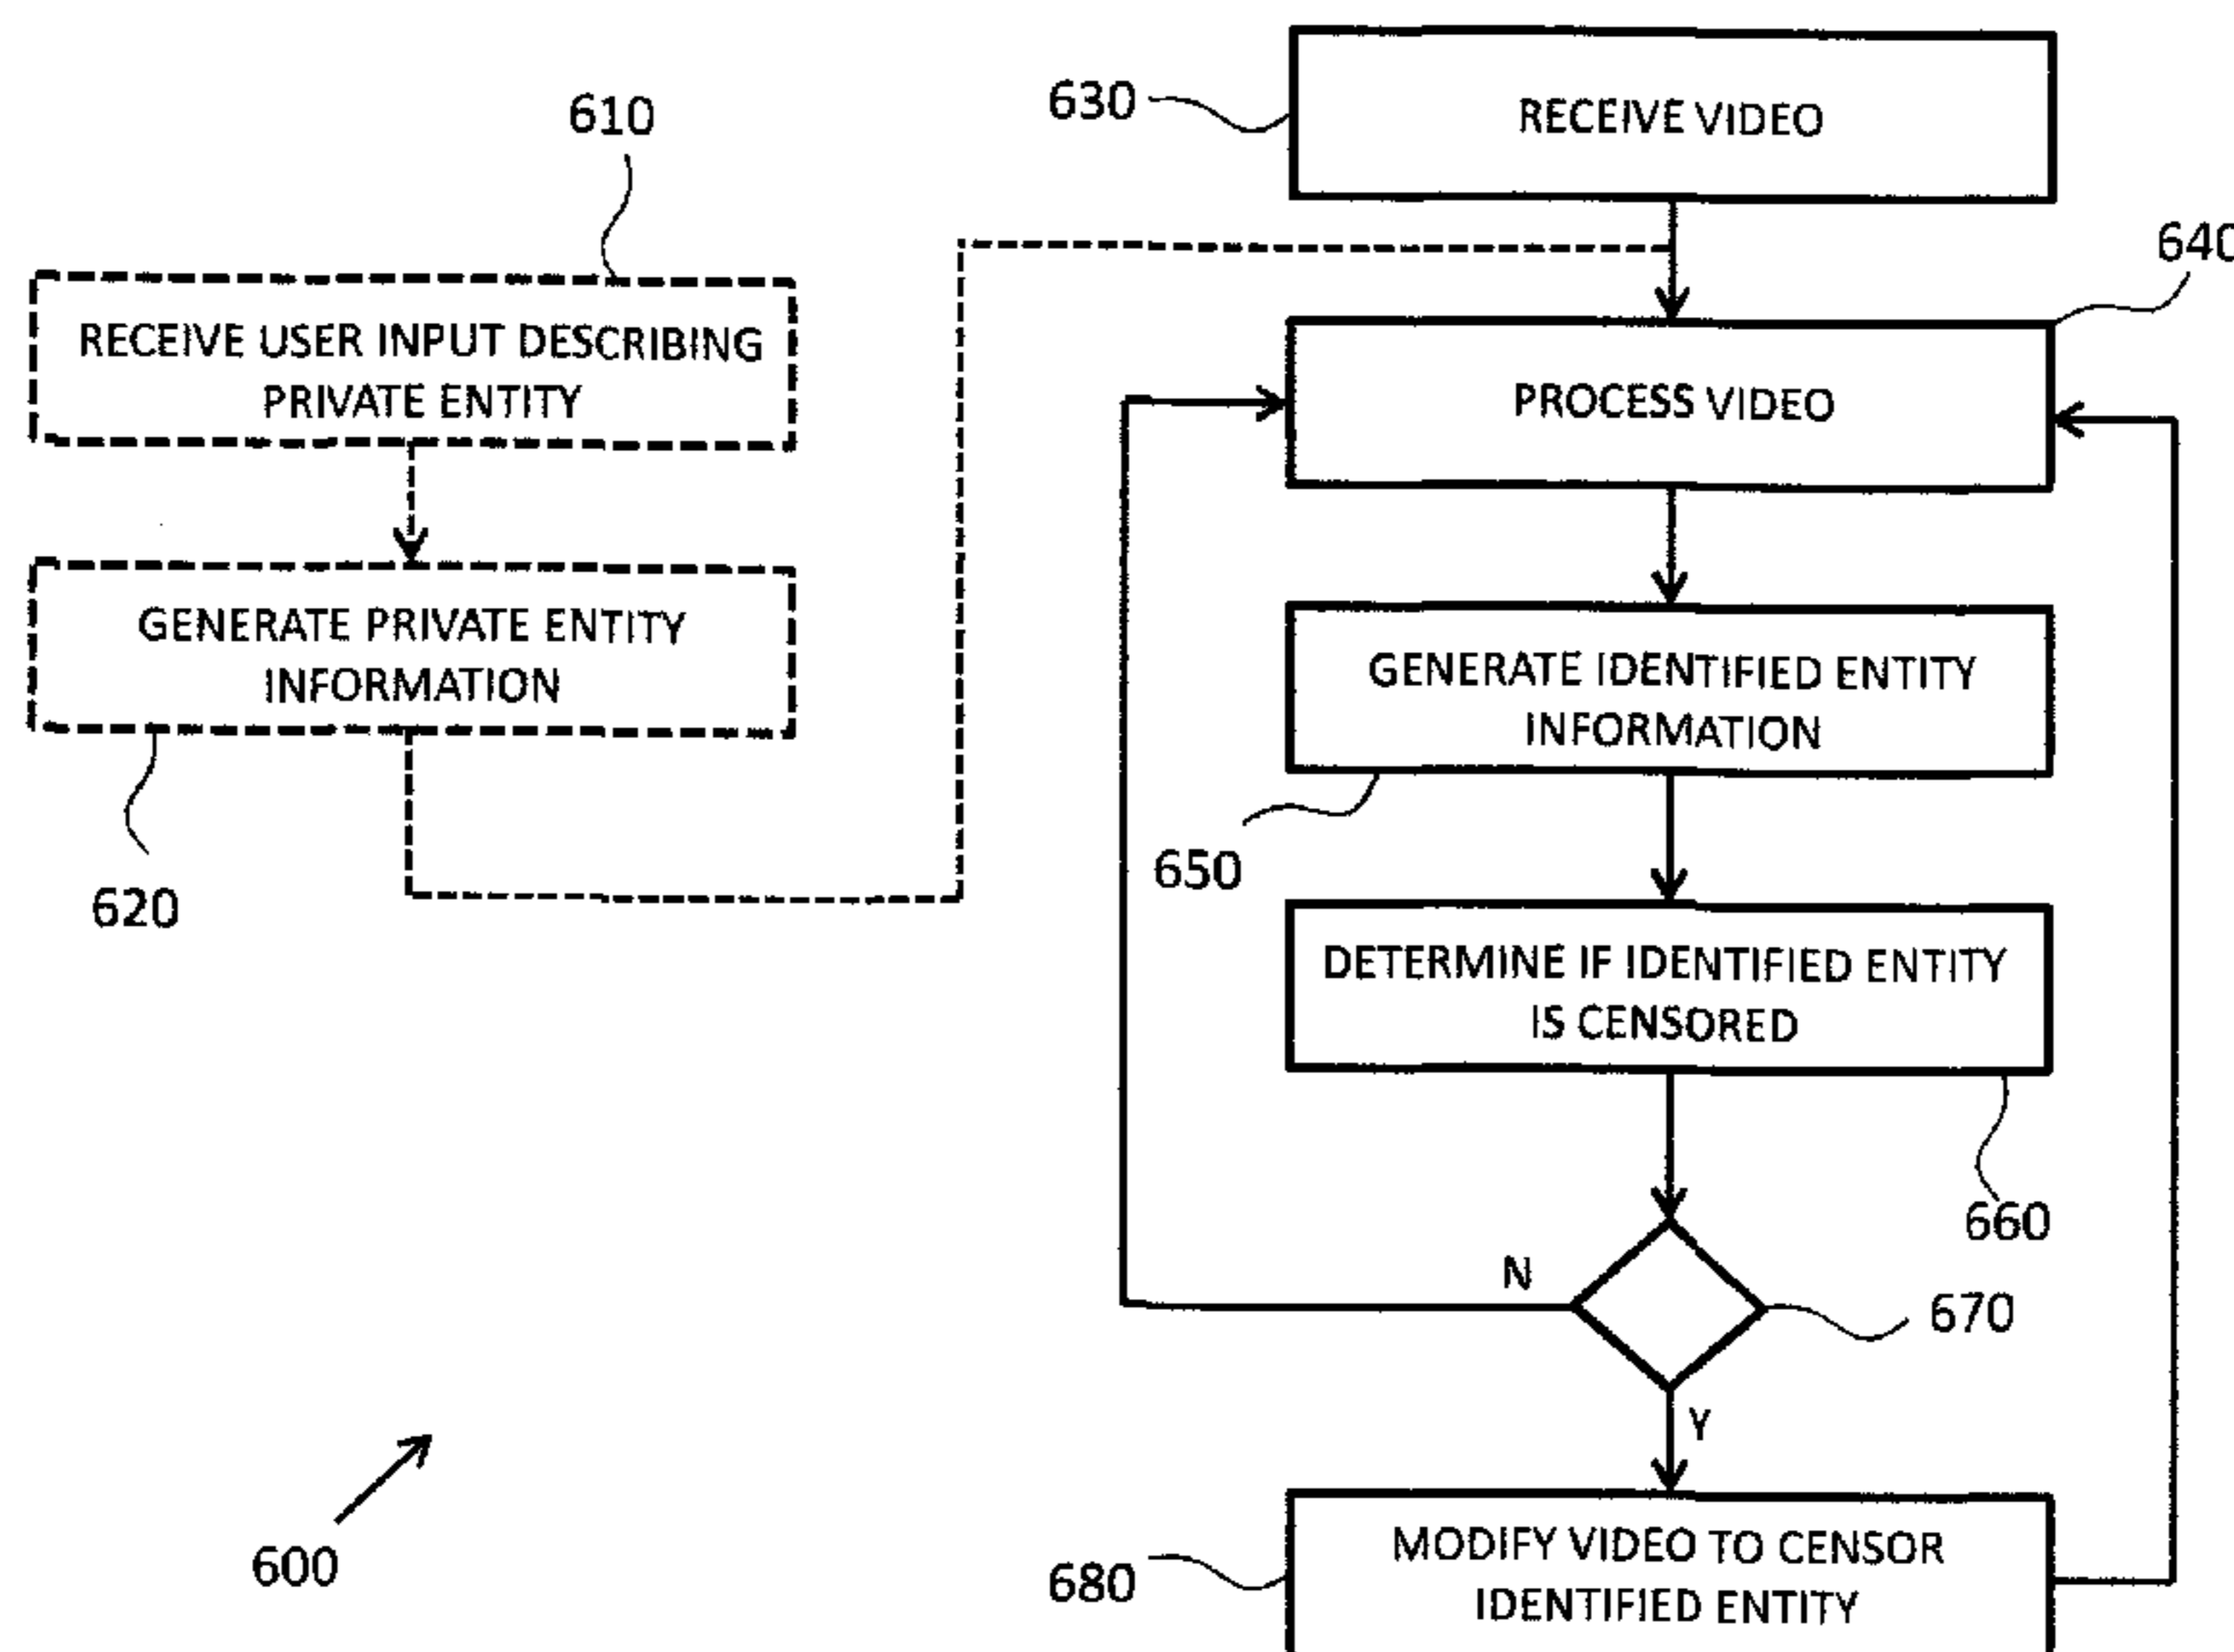 610
RECEIVE USER INPUT DESCRIBING
PRIVATE ENTITY
GENERATE PRIVATE ENTITY
INFORMATION
620
630
RECEIVE VIDEO
640
PROCESS VIDEO
GENERATE IDENTIFIED ENTITY
INFORMATION
650
DETERMINE IF IDENTIFIED ENTITY
IS CENSORED
660
N
670
Y
MODIFY VIDEO TO CENSOR
IDENTIFIED ENTITY
680
600